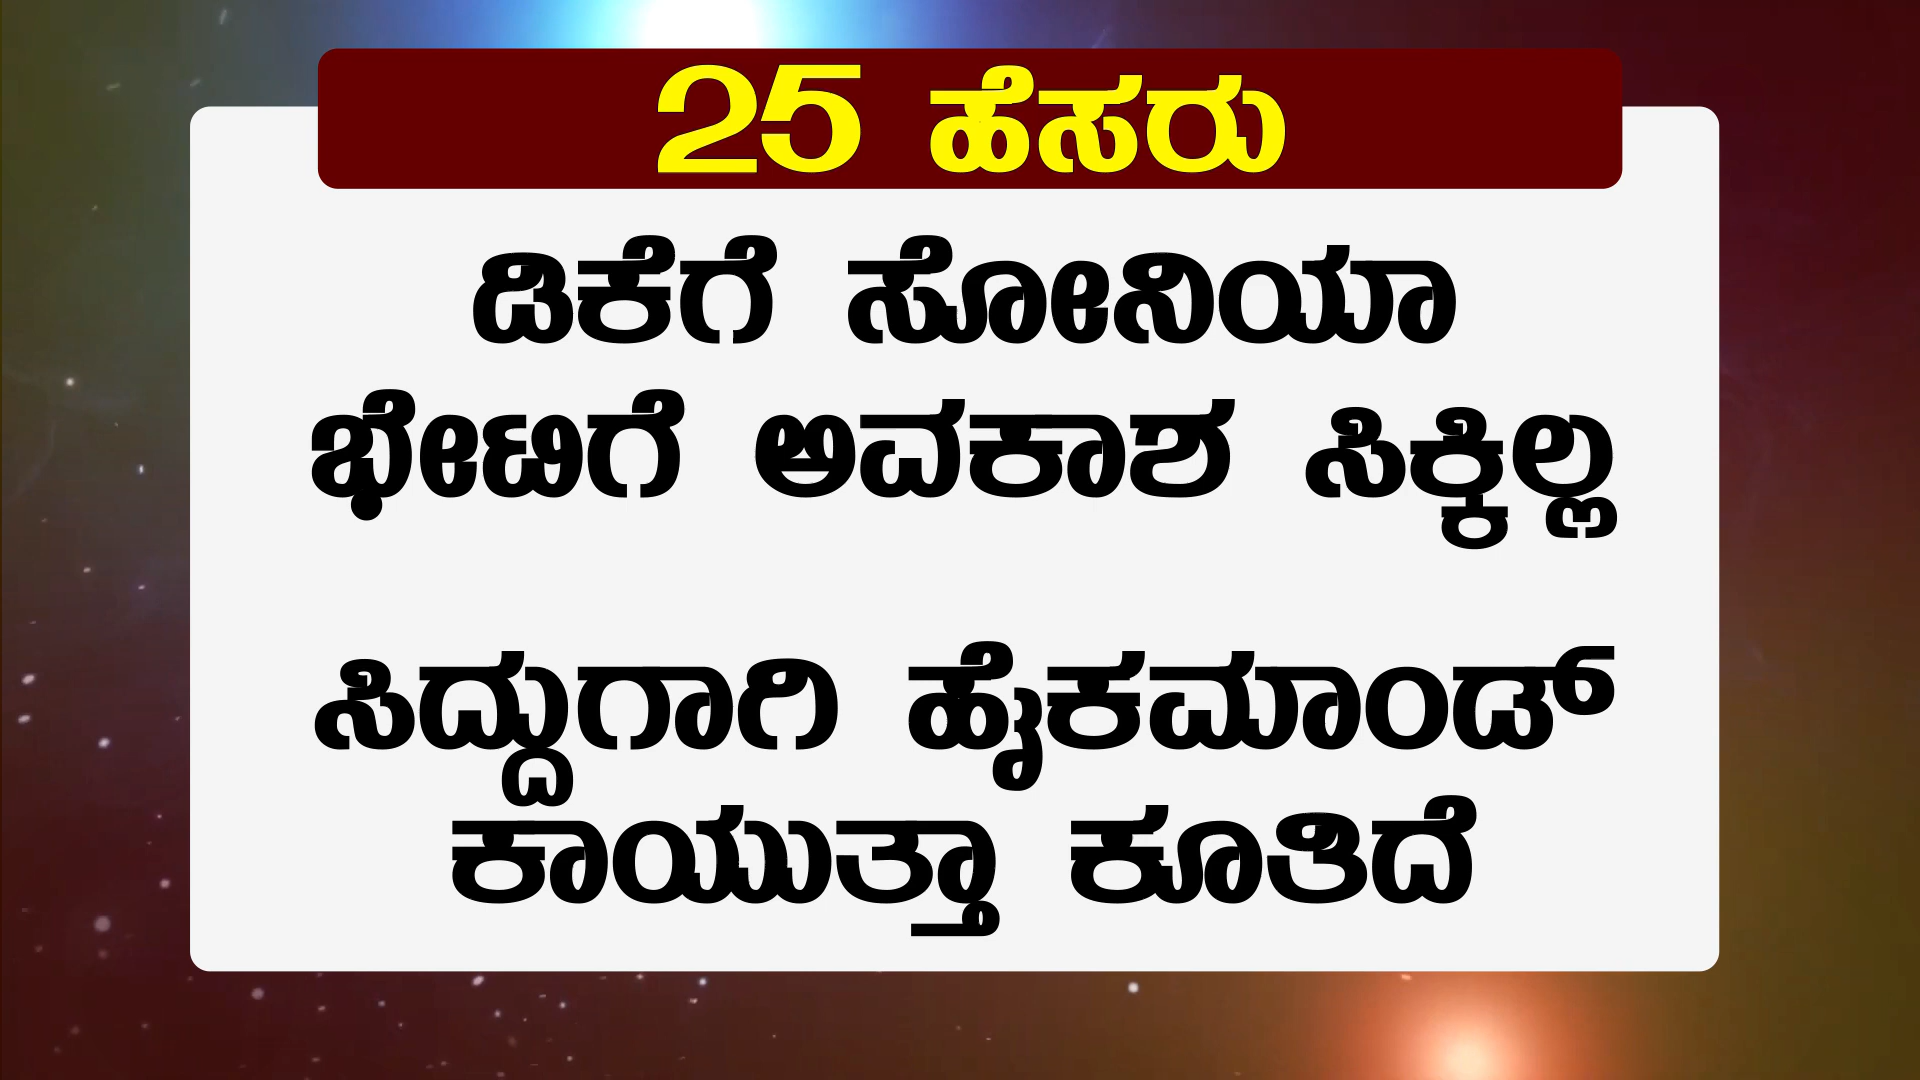 25 ಹೆಸರು
ಡಿಕೆಗೆ ಸೋನಿಯಾ
ಭೇಟಿಗೆ ಅವಕಾಶ ಸಿಕ್ಕಿಲ್ಲ
ಸಿದ್ದುಗಾಗಿ ಹೈಕಮಾಂಡ್
ಕಾಯುತ್ತಾ ಕೂತಿದೆ